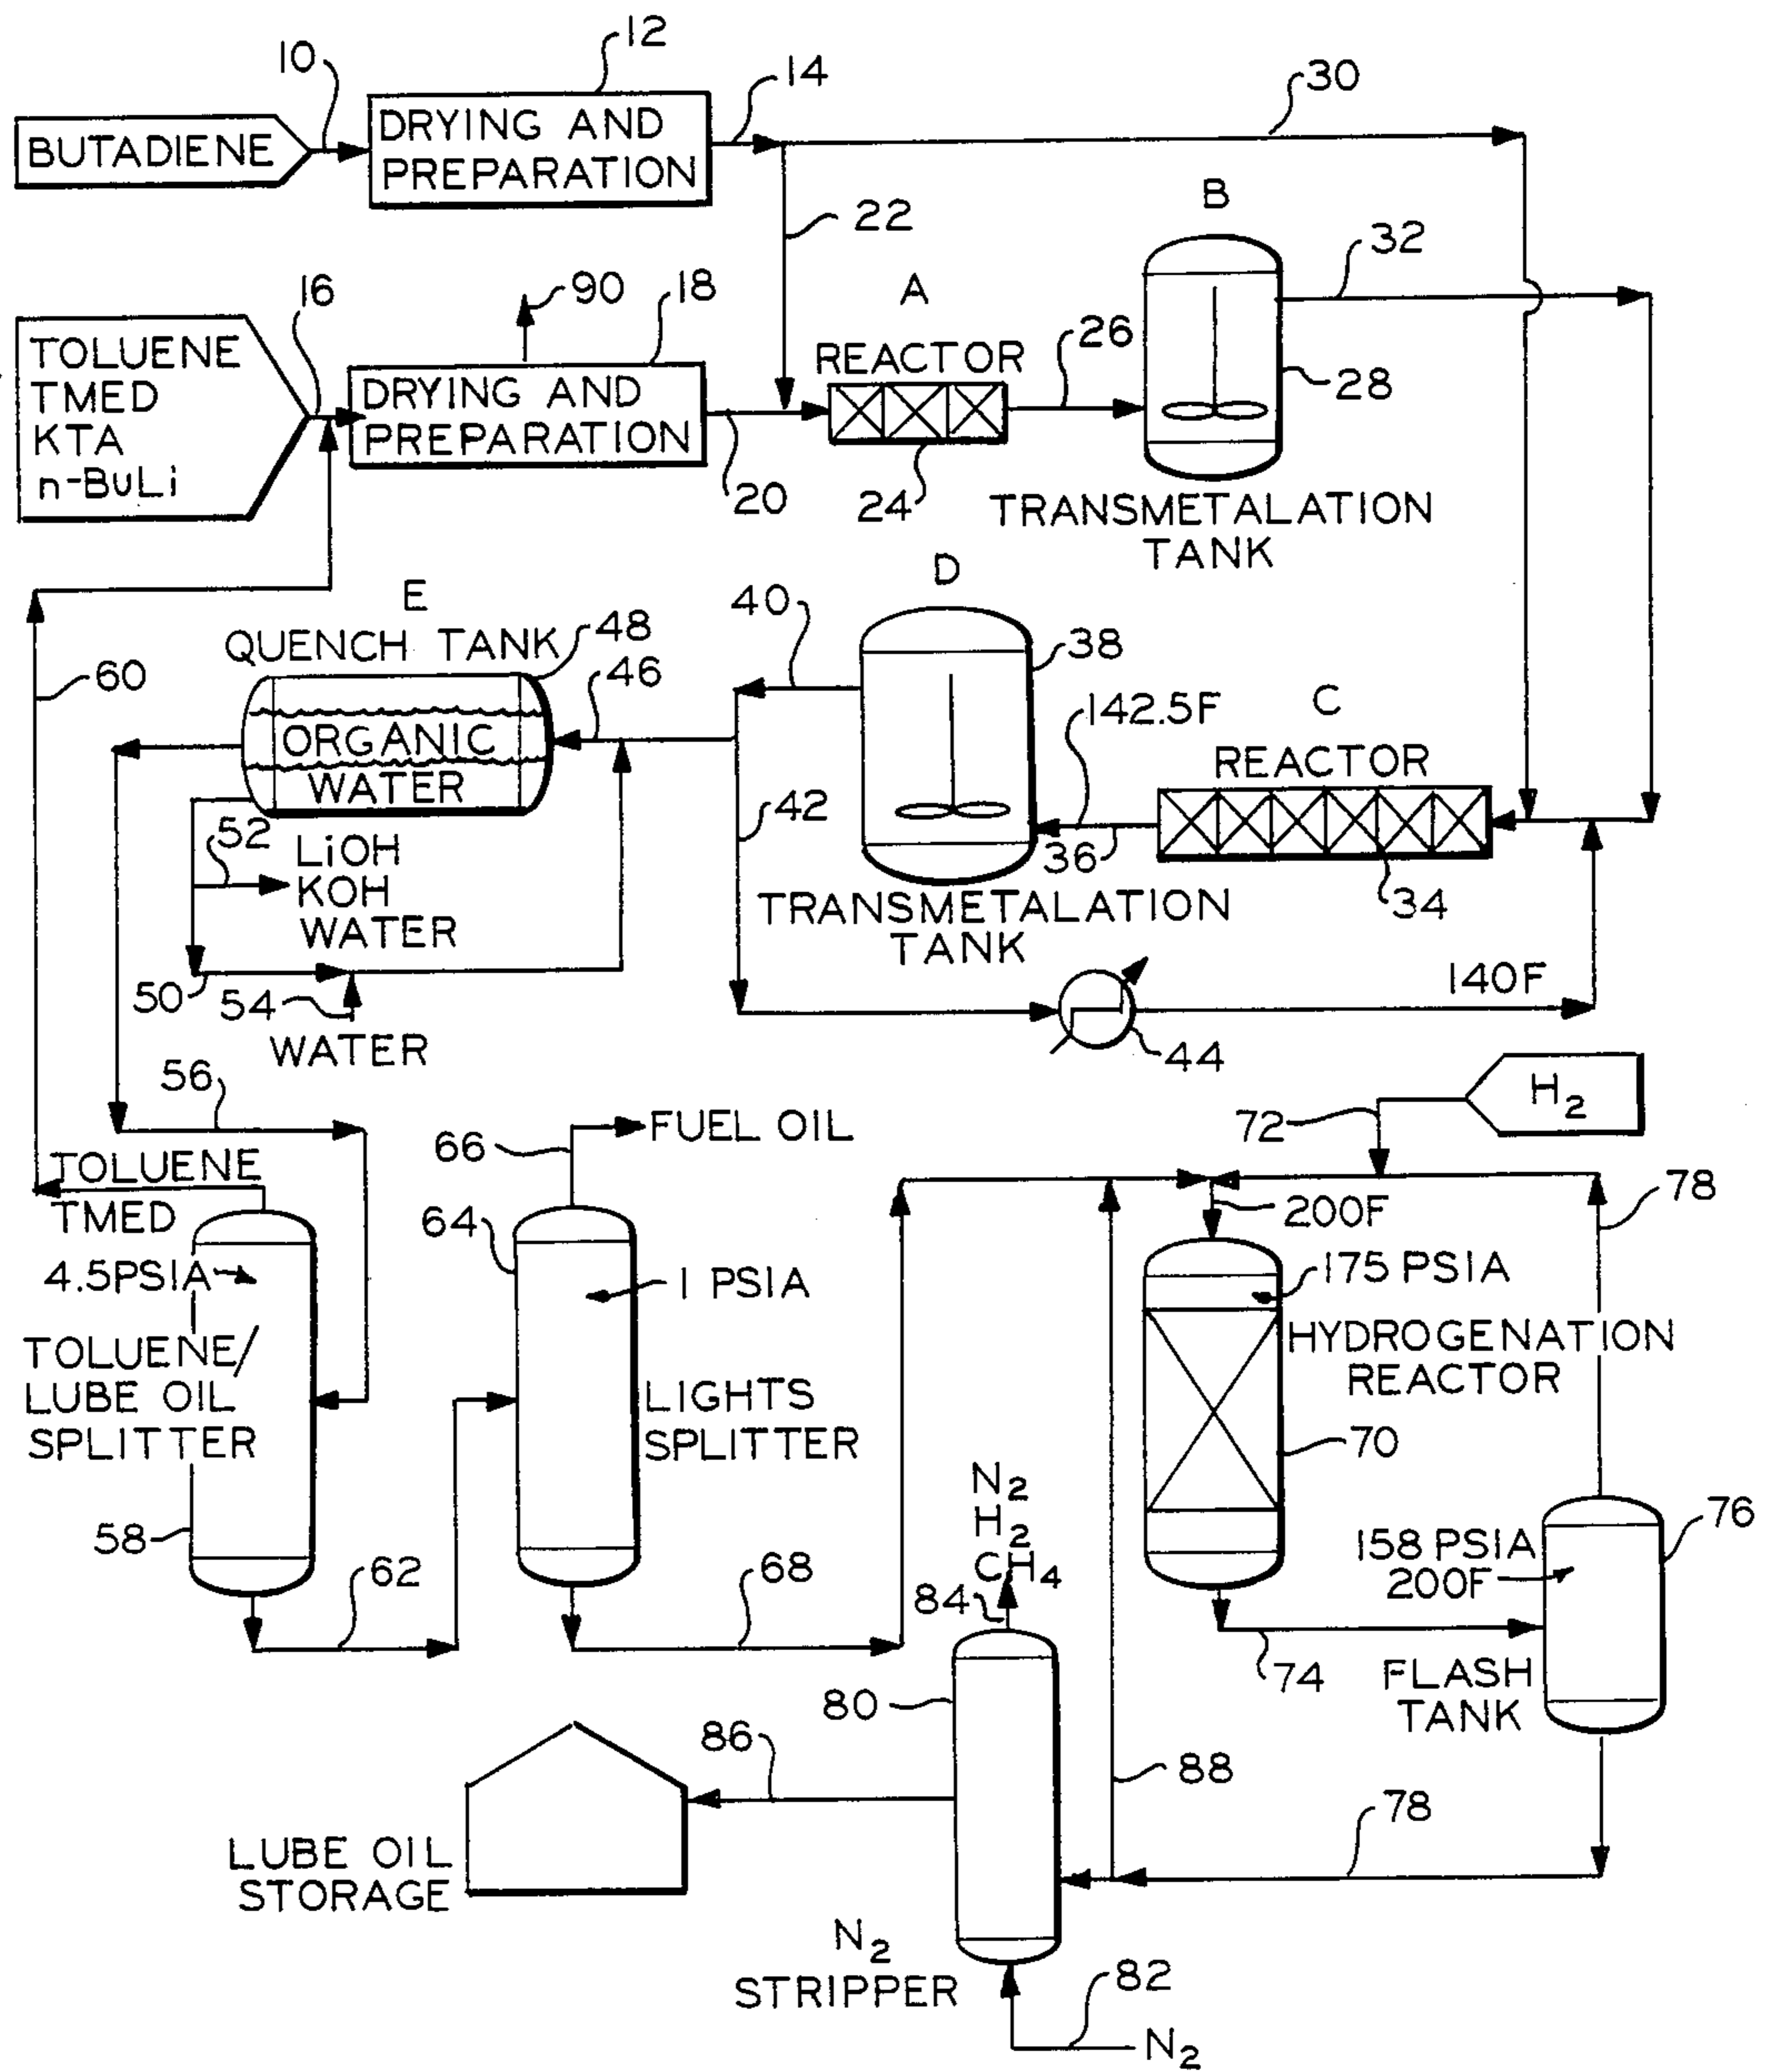 12
10
14
30
BUTADIENE
DRYING AND
PREPARATION
22
B
32
16
90
18
A
TOLUENE
TMED
KTA
n-BuLi
DRYING AND
PREPARATION
REACTOR
26
28
20
24
TRANSMETALATION
TANK
E
D
40
QUENCH TANK
48
38
60
46
142.5F
C
ORGANIC
WATER
REACTOR
42
52
LiOH
KOH
WATER
36
34
TRANSMETALATION
TANK
50
54
WATER
140F
44
56
H2
72
66
FUEL OIL
TOLUENE
TMED
78
64
200F
4.5PSIA
1 PSIA
175 PSIA
TOLUENE/
LUBE OIL
SPLITTER
HYDROGENATION
REACTOR
LIGHTS
SPLITTER
70
N2
H2
CH4
58
62
68
84
158 PSIA
200F
76
74
FLASH
TANK
80
86
88
78
LUBE OIL
STORAGE
N2
STRIPPER
82
N2